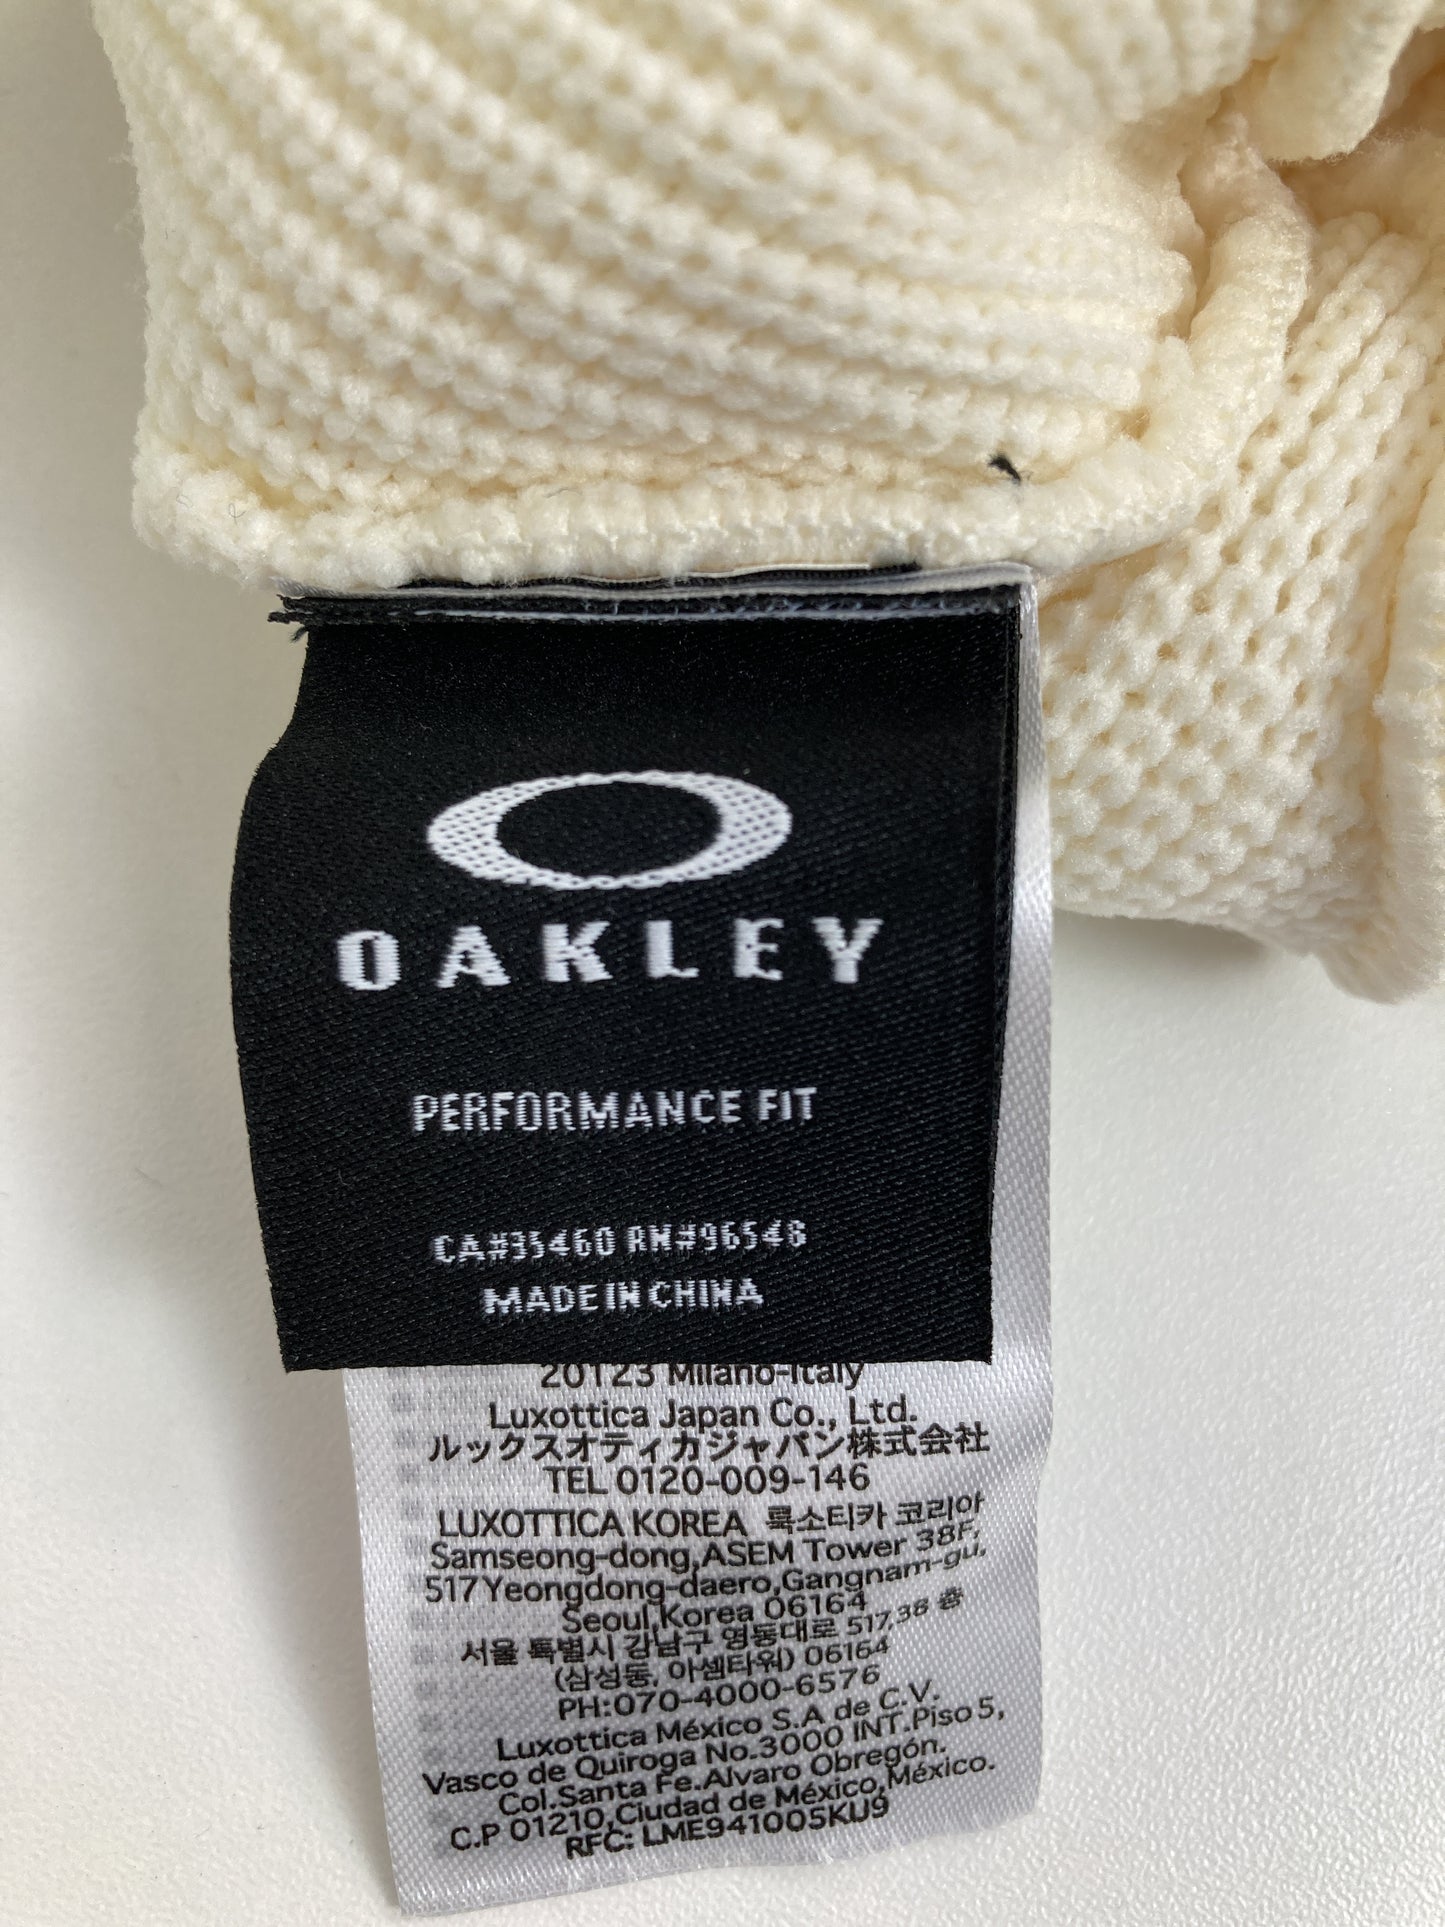 OAKLEY
PERFORMANCE FIT
CA#35460 RN#96548
MADE IN CHINA
20123 Milano-Italy
Luxottica Japan Co., Ltd.
ルックスオティカジャパン株式会社
TEL 0120-009-146
LUXOTTICA KOREA 룩소티카 코리아
Samseong-dong,ASEM Tower 38F,
517Yeongdong-daero,Gangnam-gu,
Seoul,Korea 06164
서울 특별시 강남구 영동대로 517,38 층
(삼성동, 아셈타워) 06164
PH:070-4000-6576
Luxottica México S.A de C.V.
Vasco de Quiroga No.3000 INT.Piso 5,
Col.Santa Fe.Alvaro Obregón.
C.P 01210,Ciudad de México,México.
RFC: LME941005KU9